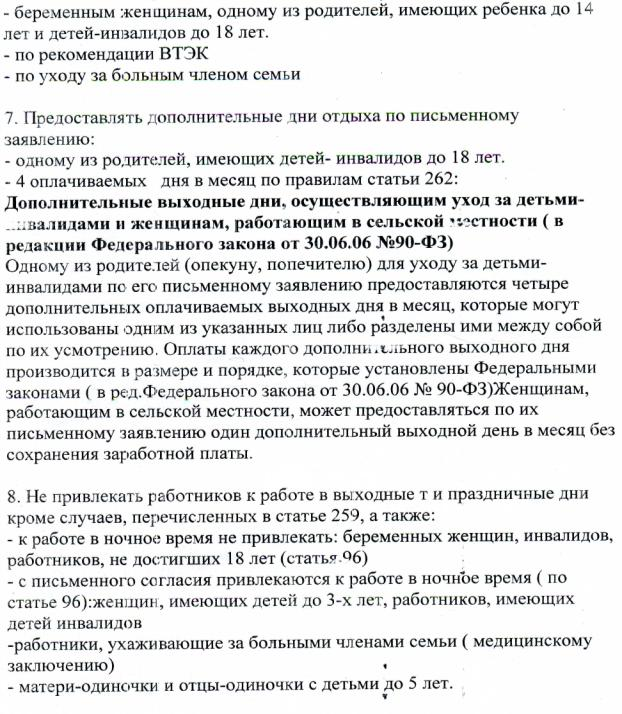 - беременным женщинам, одному из родителей, имеющих ребенка до 14
лет и детей-инвалидов до 18 лет.
- по рекомендации ВТЭК
- по уходу за больным членом семьи
7. Предоставлять дополнительные дни отдыха по письменному
заявлению:
- одному из родителей, имеющих детей- инвалидов до 18 лет.
- 4 оплачиваемых дня в месяц по правилам статьи 262:
Дополнительные выходные дни, осуществляющим уход за детьми-
инвалидами и женщинам, работающим в сельской местности ( в
редакции Федерального закона от 30.06.06 №90-ФЗ)
Одному из родителей (опекуну, попечителю) для ухода за детьми-
инвалидами по его письменному заявлению предоставляются четыре
дополнительных оплачиваемых выходных дня в месяц, которые могут
использованы одним из указанных лиц либо разделены ими между собой
по их усмотрению. Оплаты каждого дополнительного выходного дня
производится в размере и порядке, которые установлены Федеральными
законами ( в ред.Федерального закона от 30.06.06 № 90-ФЗ)Женщинам,
работающим в сельской местности, может предоставляться по их
письменному заявлению один дополнительный выходной день в месяц без
сохранения заработной платы.
8. Не привлекать работников к работе в выходные т и праздничные дни
кроме случаев, перечисленных в статье 259, а также:
- к работе в ночное время не привлекать: беременных женщин, инвалидов,
работников, не достигших 18 лет (статья.96)
- с письменного согласия привлекаются к работе в ночное время ( по
статье 96):женщин, имеющих детей до 3-х лет, работников, имеющих
детей инвалидов
-работники, ухаживающие за больными членами семьи ( медицинскому
заключению)
- матери-одиночки и отцы-одиночки с детьми до 5 лет.